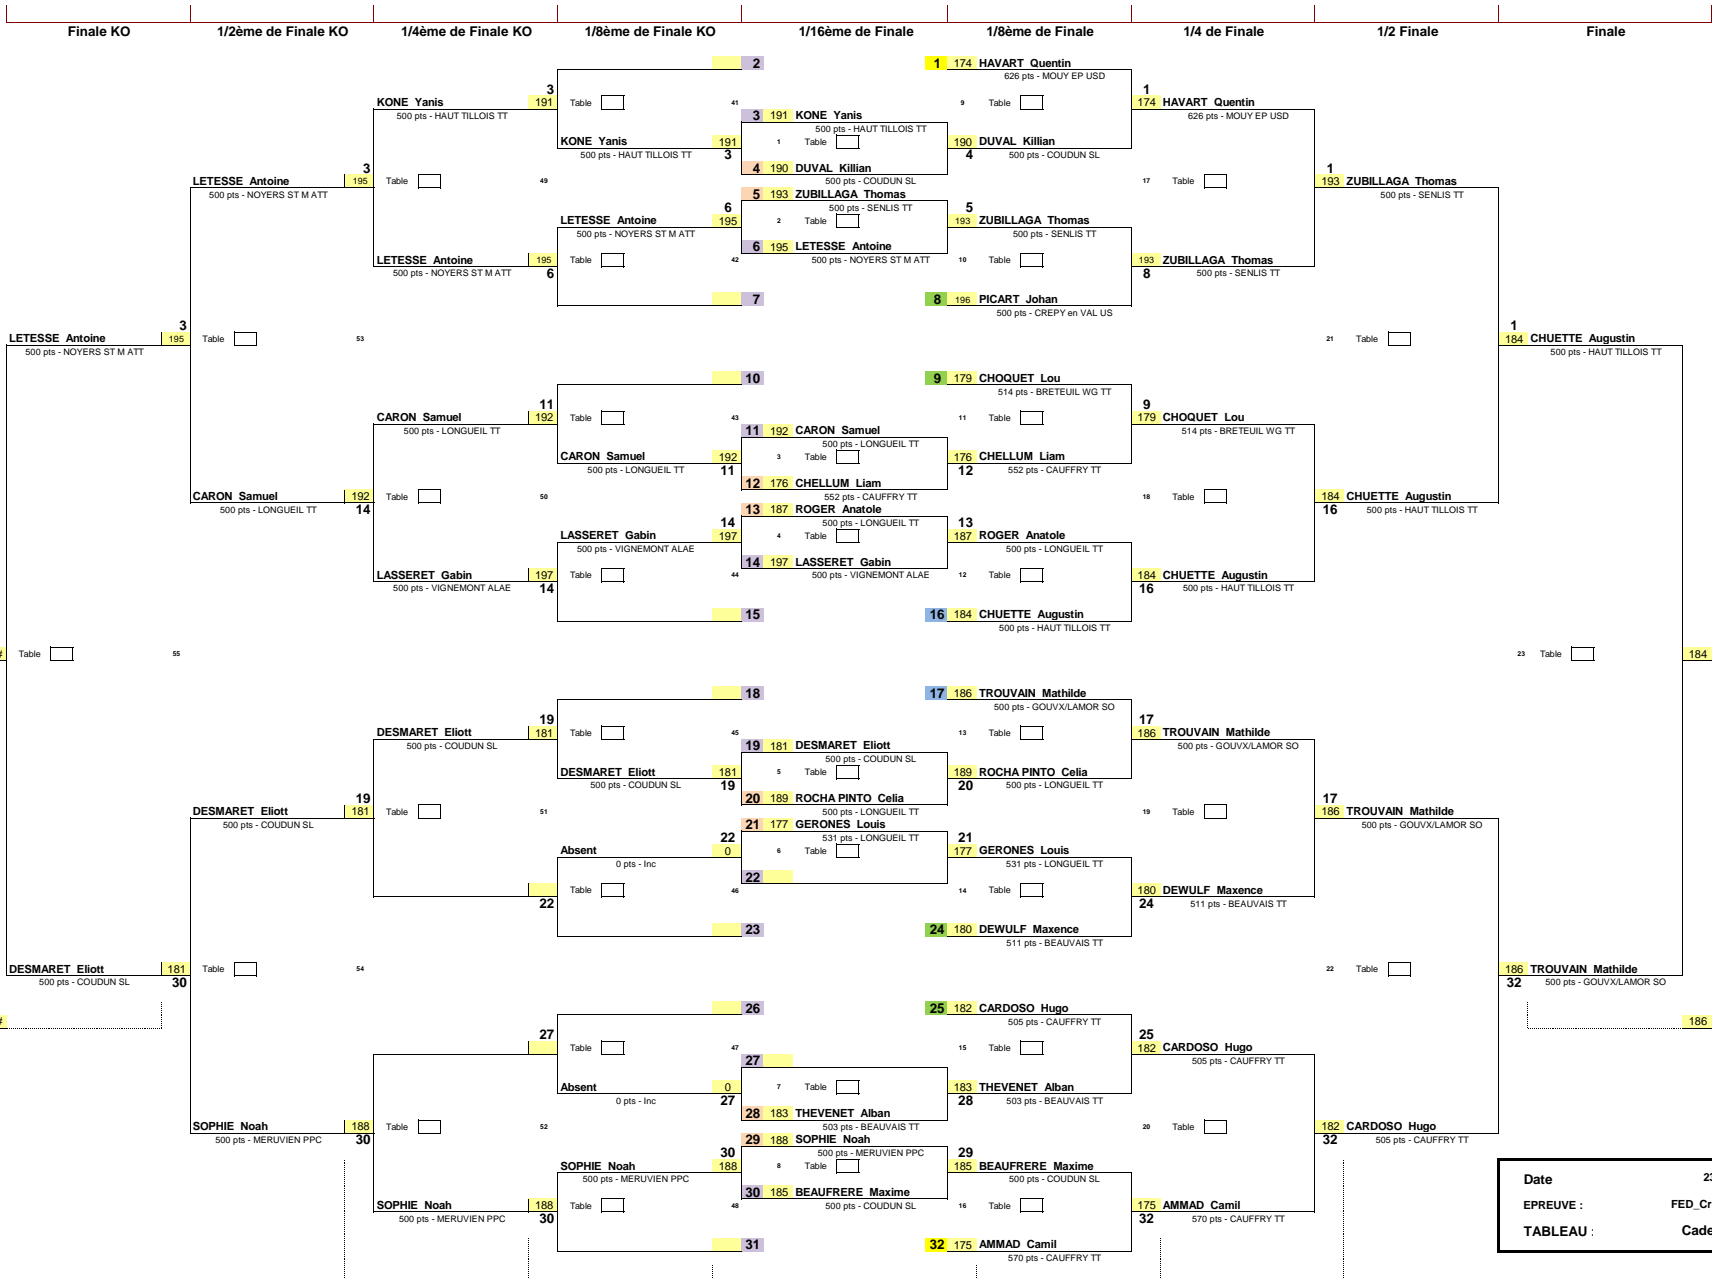 Finale KO 1/2ème de Finale KO 1/4ème de Finale KO 1/8ème de Finale KO 1/16ème de Finale 1/8ème de Finale 1/4 de Finale 1/2 Finale Finale
2 1 174 HAVART Quentin
626 pts - MOUY EP USD
3 1
KONE Yanis 191 Table 41 9 Table 174 HAVART Quentin
500 pts - HAUT TILLOIS TT 3 191 KONE Yanis 626 pts - MOUY EP USD
500 pts - HAUT TILLOIS TT
KONE Yanis 191 1 Table 190 DUVAL Killian
500 pts - HAUT TILLOIS TT 3 4 500 pts - COUDUN SL
3 4 190 DUVAL Killian 1
LETESSE Antoine 195 Table 49 500 pts - COUDUN SL 17 Table 193 ZUBILLAGA Thomas
500 pts - NOYERS ST M ATT 5 193 ZUBILLAGA Thomas 500 pts - SENLIS TT
6 500 pts - SENLIS TT 5
LETESSE Antoine 195 2 Table 193 ZUBILLAGA Thomas
500 pts - NOYERS ST M ATT 500 pts - SENLIS TT
6 195 LETESSE Antoine
LETESSE Antoine 195 Table 42 500 pts - NOYERS ST M ATT 10 Table 193 ZUBILLAGA Thomas
500 pts - NOYERS ST M ATT 6 8 500 pts - SENLIS TT
7 8 196 PICART Johan
500 pts - CREPY en VAL US
3 1
LETESSE Antoine 195 Table 53 21 Table 184 CHUETTE Augustin
500 pts - NOYERS ST M ATT 500 pts - HAUT TILLOIS TT
10 9 179 CHOQUET Lou
514 pts - BRETEUIL WG TT
11 9
CARON Samuel 192 Table 43 11 Table 179 CHOQUET Lou
500 pts - LONGUEIL TT 11 192 CARON Samuel 514 pts - BRETEUIL WG TT
500 pts - LONGUEIL TT
CARON Samuel 192 3 Table 176 CHELLUM Liam
500 pts - LONGUEIL TT 11 12 552 pts - CAUFFRY TT
12 176 CHELLUM Liam
CARON Samuel 192 Table 50 552 pts - CAUFFRY TT 18 Table 184 CHUETTE Augustin
500 pts - LONGUEIL TT 14 13 187 ROGER Anatole 16 500 pts - HAUT TILLOIS TT
14 500 pts - LONGUEIL TT 13
LASSERET Gabin 197 4 Table 187 ROGER Anatole
500 pts - VIGNEMONT ALAE 500 pts - LONGUEIL TT
14 197 LASSERET Gabin
LASSERET Gabin 197 Table 44 500 pts - VIGNEMONT ALAE 12 Table 184 CHUETTE Augustin
500 pts - VIGNEMONT ALAE 14 16 500 pts - HAUT TILLOIS TT
15 16 184 CHUETTE Augustin
500 pts - HAUT TILLOIS TT
Table 55 23 Table 184
18 17 186 TROUVAIN Mathilde
500 pts - GOUVX/LAMOR SO
19 17
DESMARET Eliott 181 Table 45 13 Table 186 TROUVAIN Mathilde
500 pts - COUDUN SL 19 181 DESMARET Eliott 500 pts - GOUVX/LAMOR SO
500 pts - COUDUN SL
DESMARET Eliott 181 5 Table 189 ROCHA PINTO Celia
500 pts - COUDUN SL 19 20 500 pts - LONGUEIL TT
19 20 189 ROCHA PINTO Celia 17
DESMARET Eliott 181 Table 51 500 pts - LONGUEIL TT 19 Table 186 TROUVAIN Mathilde
500 pts - COUDUN SL 21 177 GERONES Louis 500 pts - GOUVX/LAMOR SO
22 531 pts - LONGUEIL TT 21
Absent 0 6 Table 177 GERONES Louis
0 pts - Inc 531 pts - LONGUEIL TT
22
Table 46 14 Table 180 DEWULF Maxence
22 24 511 pts - BEAUVAIS TT
23 24 180 DEWULF Maxence
511 pts - BEAUVAIS TT
DESMARET Eliott 181 Table 54 22 Table 186 TROUVAIN Mathilde
500 pts - COUDUN SL 30 32 500 pts - GOUVX/LAMOR SO
26 25 182 CARDOSO Hugo
505 pts - CAUFFRY TT 186
27 25
Table 47 15 Table 182 CARDOSO Hugo
27 505 pts - CAUFFRY TT
Absent 0 7 Table 183 THEVENET Alban
0 pts - Inc 27 28 503 pts - BEAUVAIS TT
28 183 THEVENET Alban
SOPHIE Noah 188 Table 52 503 pts - BEAUVAIS TT 20 Table 182 CARDOSO Hugo
500 pts - MERUVIEN PPC 30 29 188 SOPHIE Noah 32 505 pts - CAUFFRY TT
30 500 pts - MERUVIEN PPC 29
SOPHIE Noah 188 8 Table 185 BEAUFRERE Maxime
500 pts - MERUVIEN PPC 500 pts - COUDUN SL
30 185 BEAUFRERE Maxime
SOPHIE Noah 188 Table 48 500 pts - COUDUN SL 16 Table 175 AMMAD Camil
500 pts - MERUVIEN PPC 30 32 570 pts - CAUFFRY TT
31 32 175 AMMAD Camil
570 pts - CAUFFRY TT
Date 23
EPREUVE : FED_Cr
TABLEAU : Cade